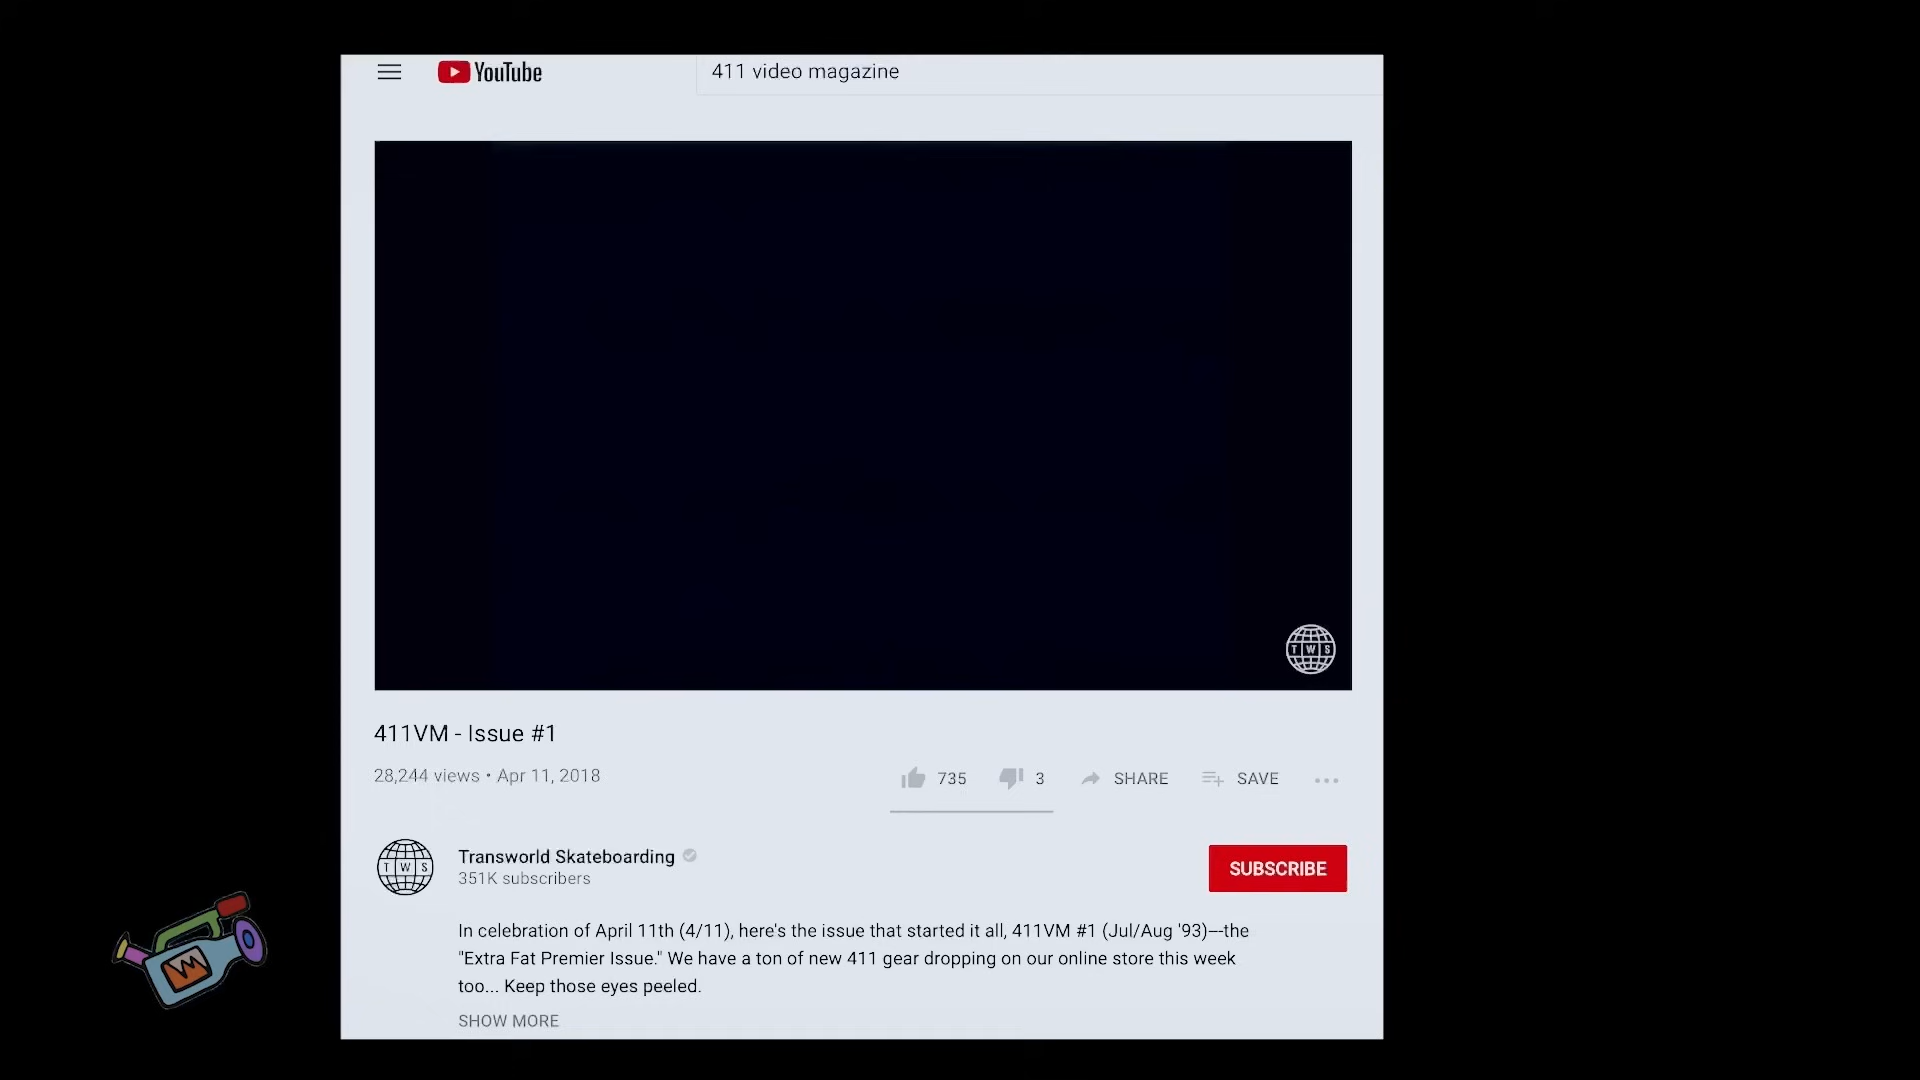 YouTube
411 video magazine
TWS
411VM - Issue #1
28,244 views • Apr 11, 2018
735
3
SHARE
SAVE
TWS
Transworld Skateboarding
351K subscribers
SUBSCRIBE
In celebration of April 11th (4/11), here's the issue that started it all, 411VM #1 (Jul/Aug '93)—-the
"Extra Fat Premier Issue." We have a ton of new 411 gear dropping on our online store this week
too... Keep those eyes peeled.
SHOW MORE